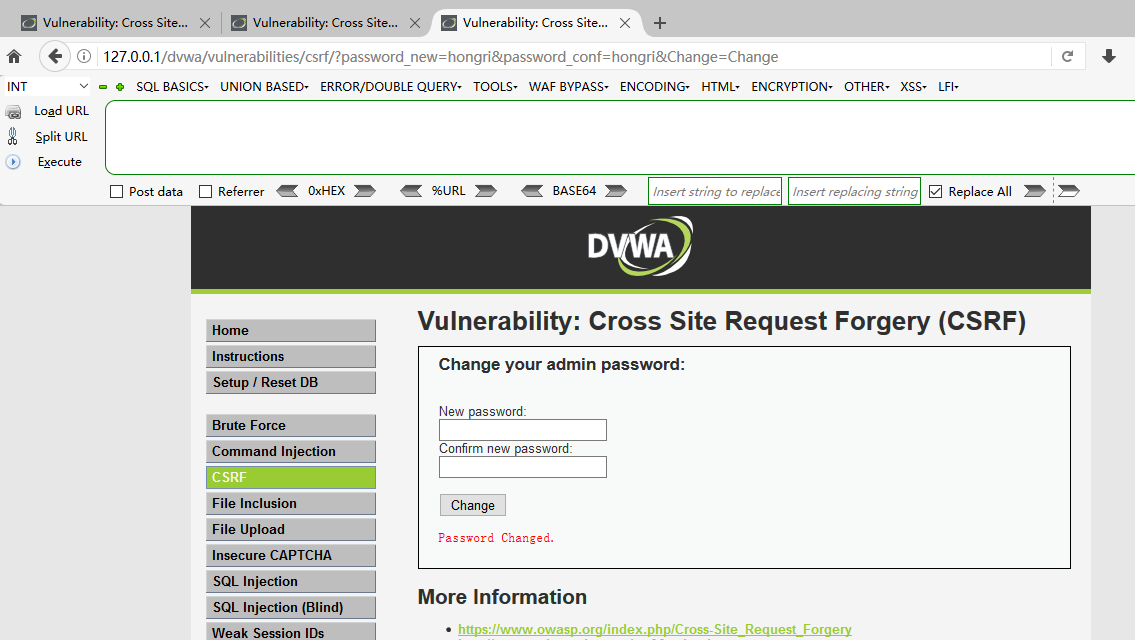 Vulnerability: Cross Site... Vulnerability: Cross Site... Vulnerability: Cross Site...
127.0.0.1/dvwa/vulnerabilities/csrf/?password_new=hongri&password_conf=hongri&Change=Change
INT SQL BASICS UNION BASED ERROR/DOUBLE QUERY TOOLS WAF BYPASS ENCODING HTML ENCRYPTION OTHER XSS LFI
Load URL
Split URL
Execute
Post data Referrer 0xHEX %URL BASE64 Insert string to replace Insert replacing string Replace All
DVWA
Home
Instructions
Setup / Reset DB
Brute Force
Command Injection
CSRF
File Inclusion
File Upload
Insecure CAPTCHA
SQL Injection
SQL Injection (Blind)
Weak Session IDs
Vulnerability: Cross Site Request Forgery (CSRF)
Change your admin password:
New password:
Confirm new password:
Change
Password Changed.
More Information
• https://www.owasp.org/index.php/Cross-Site_Request_Forgery